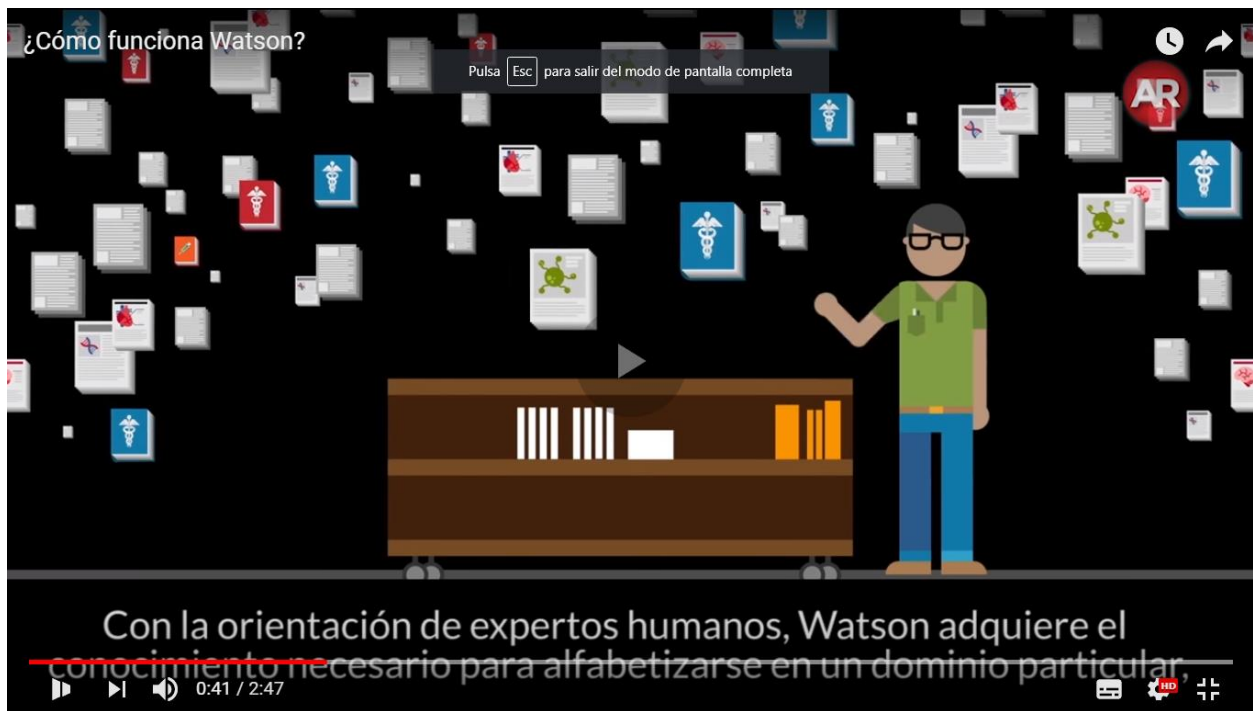 ¿Cómo funciona Watson?
Pulsa Esc para salir del modo de pantalla completa
AR
Con la orientación de expertos humanos, Watson adquiere el
conocimiento necesario para alfabetizarse en un dominio particular,
0:41 / 2:47
HD